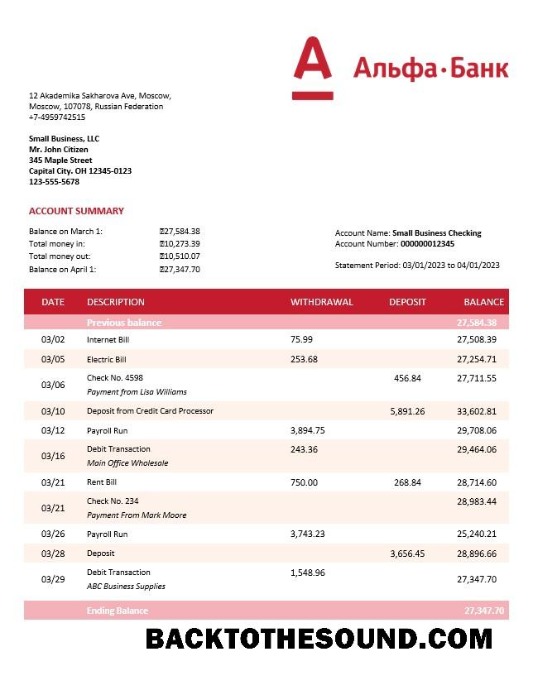 Альфа·Банк
12 Akademika Sakharova Ave, Moscow,
Moscow, 107078, Russian Federation
+7-4959742515
Small Business, LLC
Mr. John Citizen
345 Maple Street
Capital City. OH 12345-0123
123-555-5678
ACCOUNT SUMMARY
Balance on March 1: 27,584.38
Total money in: 10,273.39
Total money out: 10,510.07
Balance on April 1: 27,347.70
Account Name: Small Business Checking
Account Number: 000000012345
Statement Period: 03/01/2023 to 04/01/2023
DATE DESCRIPTION WITHDRAWAL DEPOSIT BALANCE
Previous balance 27,584.38
03/02 Internet Bill 75.99 27,508.39
03/05 Electric Bill 253.68 27,254.71
03/06 Check No. 4598 456.84 27,711.55
Payment from Lisa Williams
03/10 Deposit from Credit Card Processor 5,891.26 33,602.81
03/12 Payroll Run 3,894.75 29,708.06
03/16 Debit Transaction 243.36 29,464.06
Main Office Wholesale
03/21 Rent Bill 750.00 268.84 28,714.60
03/21 Check No. 234 28,983.44
Payment From Mark Moore
03/26 Payroll Run 3,743.23 25,240.21
03/28 Deposit 3,656.45 28,896.66
03/29 Debit Transaction 1,548.96 27,347.70
ABC Business Supplies
Ending Balance 27,347.70
BACKTOTHESOUND.COM